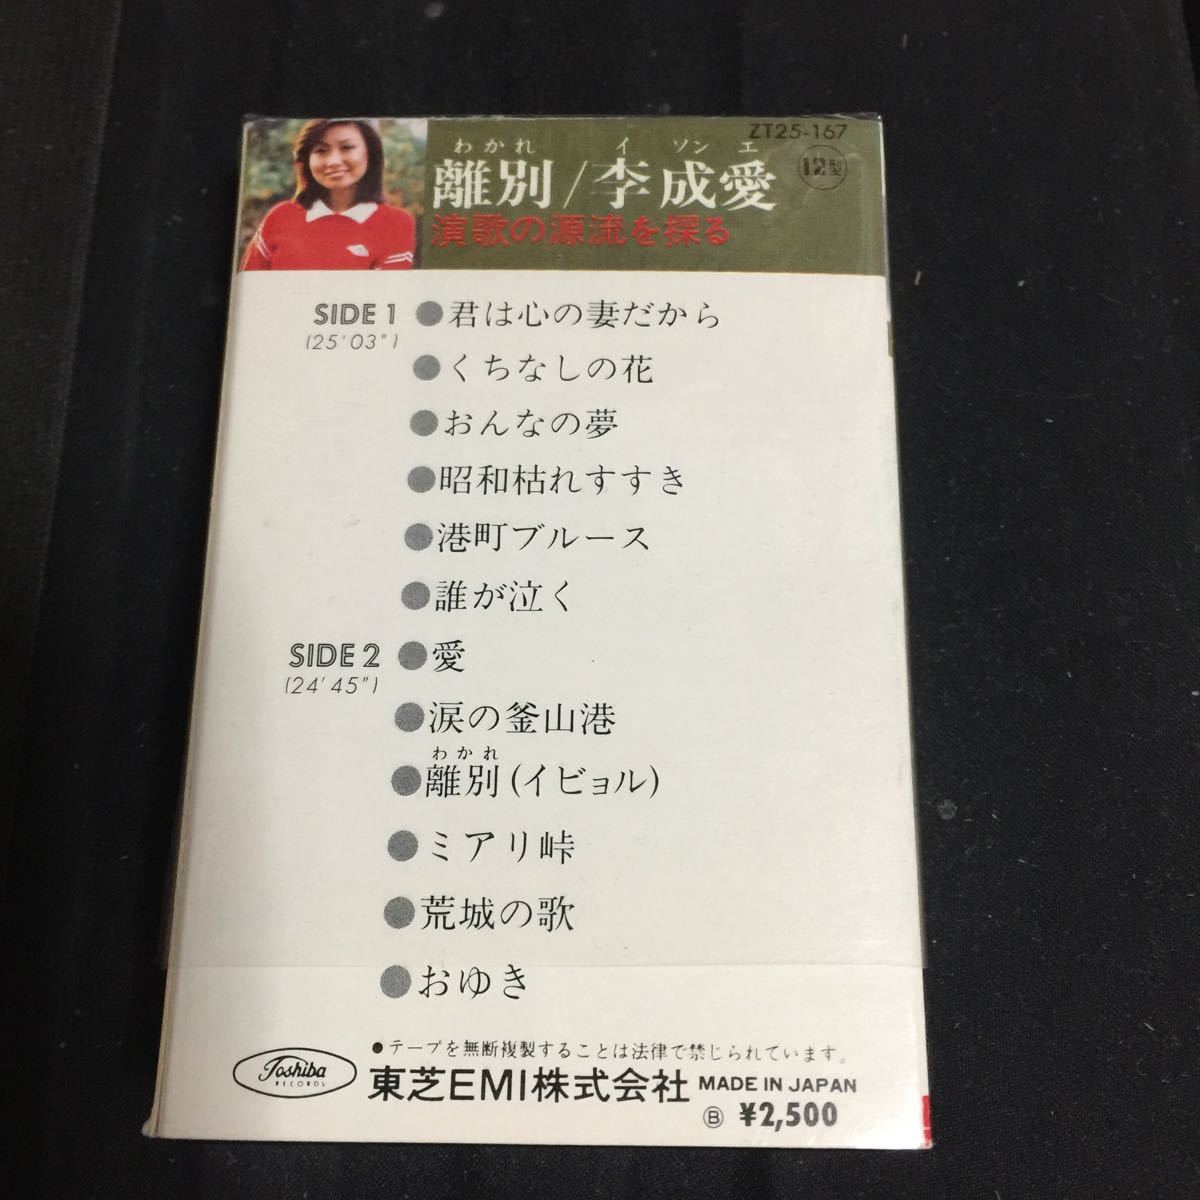 ZT25-167
わかれ イ ソン エ
離別/李成愛 12型
演歌の源流を探る
SIDE 1 ●君は心の妻だから
(25'03")
●くちなしの花
●おんなの夢
●昭和枯れすすき
●港町ブルース
●誰が泣く
SIDE 2 ●愛
(24'45")
●涙の釜山港
わかれ
●離別(イビョル)
●ミアリ峠
●荒城の歌
●おゆき
●テープを無断複製することは法律で禁じられています。
Toshiba
RECORDS
東芝EMI株式会社 MADE IN JAPAN
Ⓑ ¥2,500